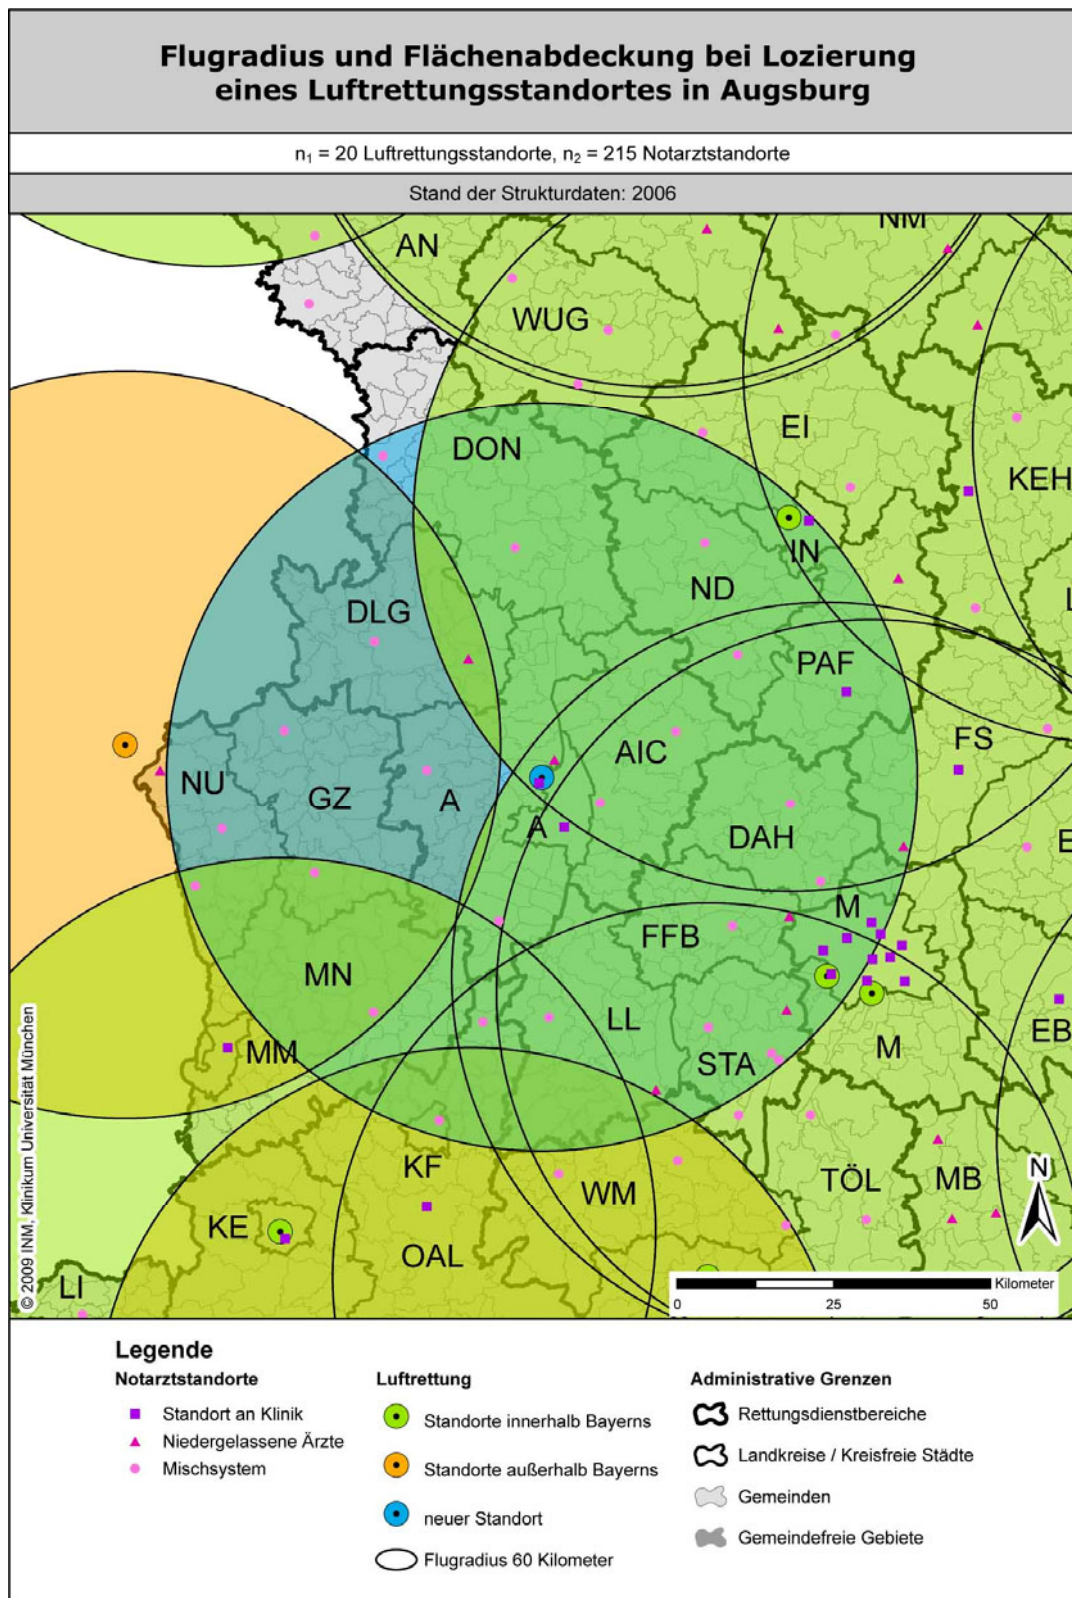 Flugradius und Flächenabdeckung bei Lozierung
eines Luftrettungsstandortes in Augsburg
n₁ = 20 Luftrettungsstandorte, n₂ = 215 Notarztstandorte
Stand der Strukturdaten: 2006
AN
NM
WUG
EI
DON
KEH
IN
ND
DLG
PAF
FS
AIC
NU
GZ
A
A
DAH
M
FFB
MN
LL
EB
MM
STA
M
KF
WM
TÖL
MB
N
KE
OAL
LI
Kilometer
0
25
50
© 2009 INM, Klinikum Universität München
Legende
Notarztstandorte
Standort an Klinik
Niedergelassene Ärzte
Mischsystem
Luftrettung
Standorte innerhalb Bayerns
Standorte außerhalb Bayerns
neuer Standort
Flugradius 60 Kilometer
Administrative Grenzen
Rettungsdienstbereiche
Landkreise / Kreisfreie Städte
Gemeinden
Gemeindefreie Gebiete